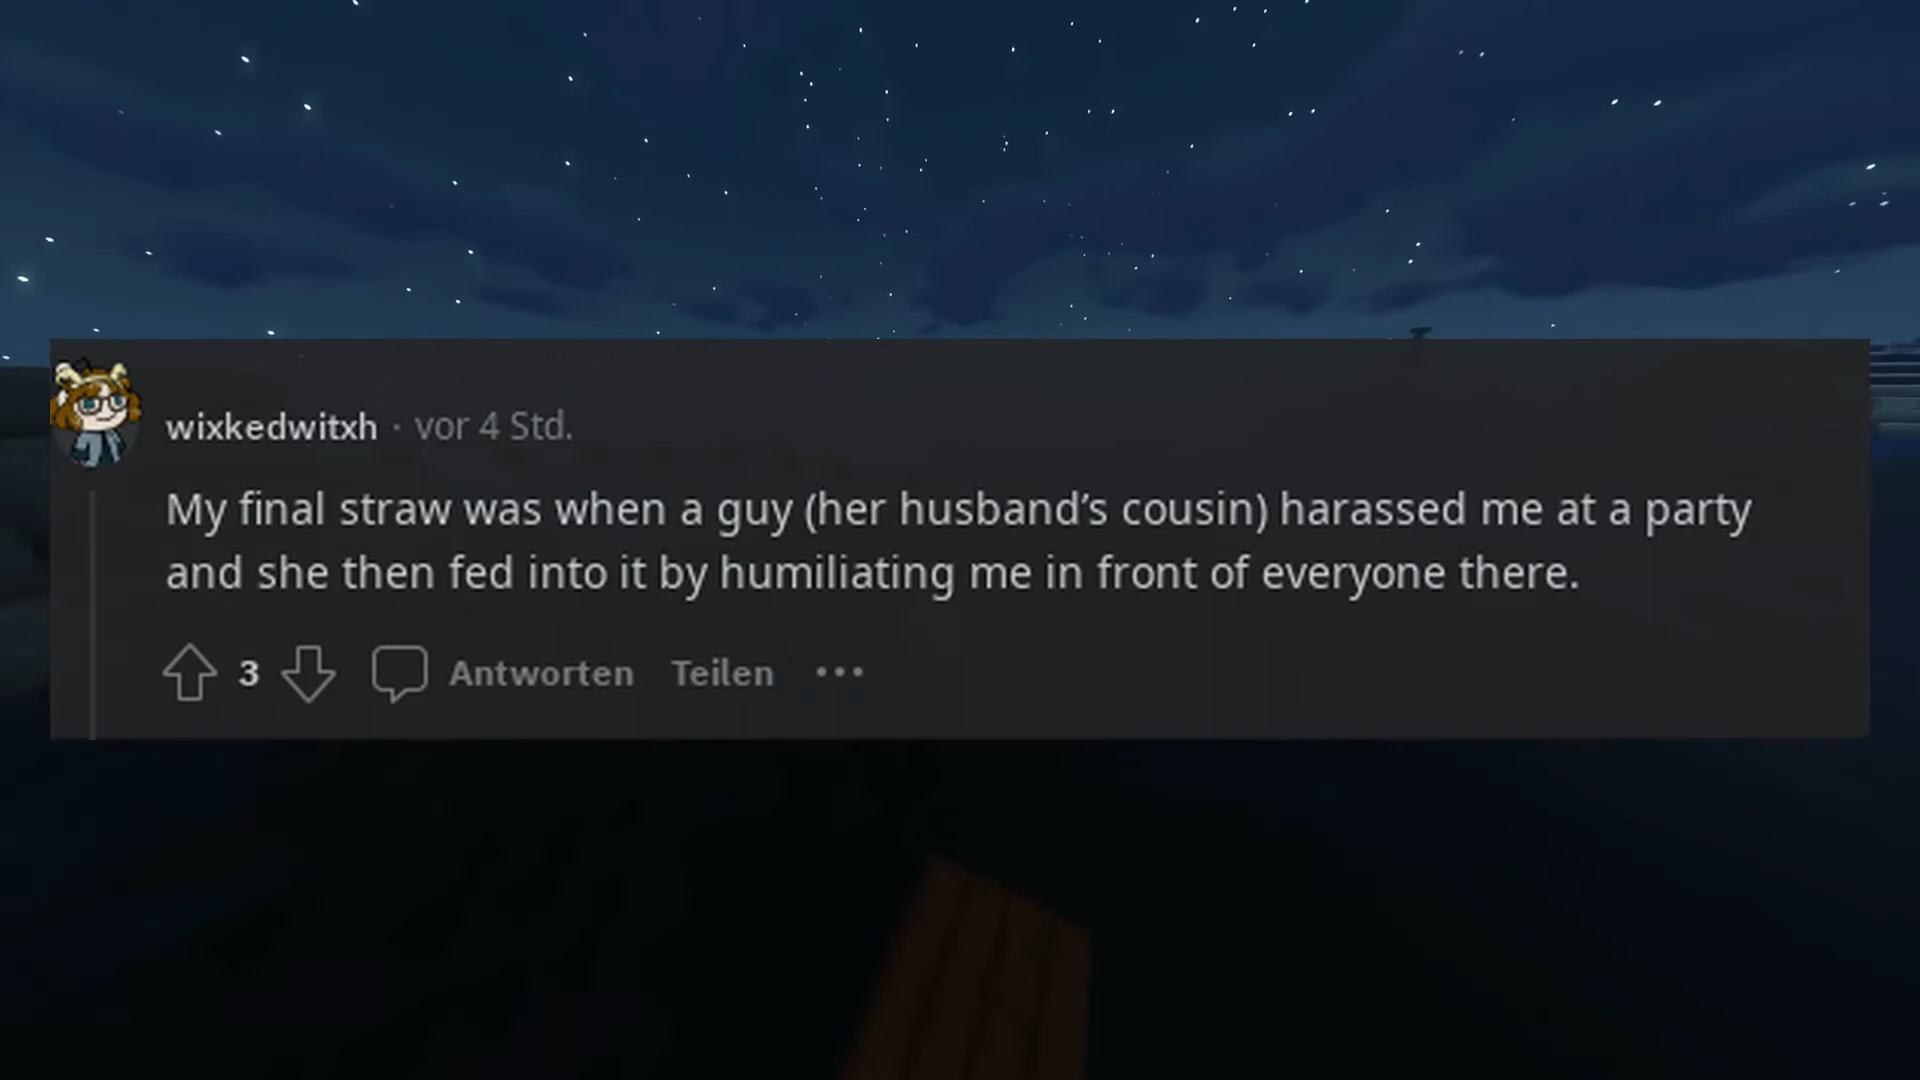 wixkedwitxh · vor 4 Std.
My final straw was when a guy (her husband’s cousin) harassed me at a party
and she then fed into it by humiliating me in front of everyone there.
3 Antworten Teilen ···